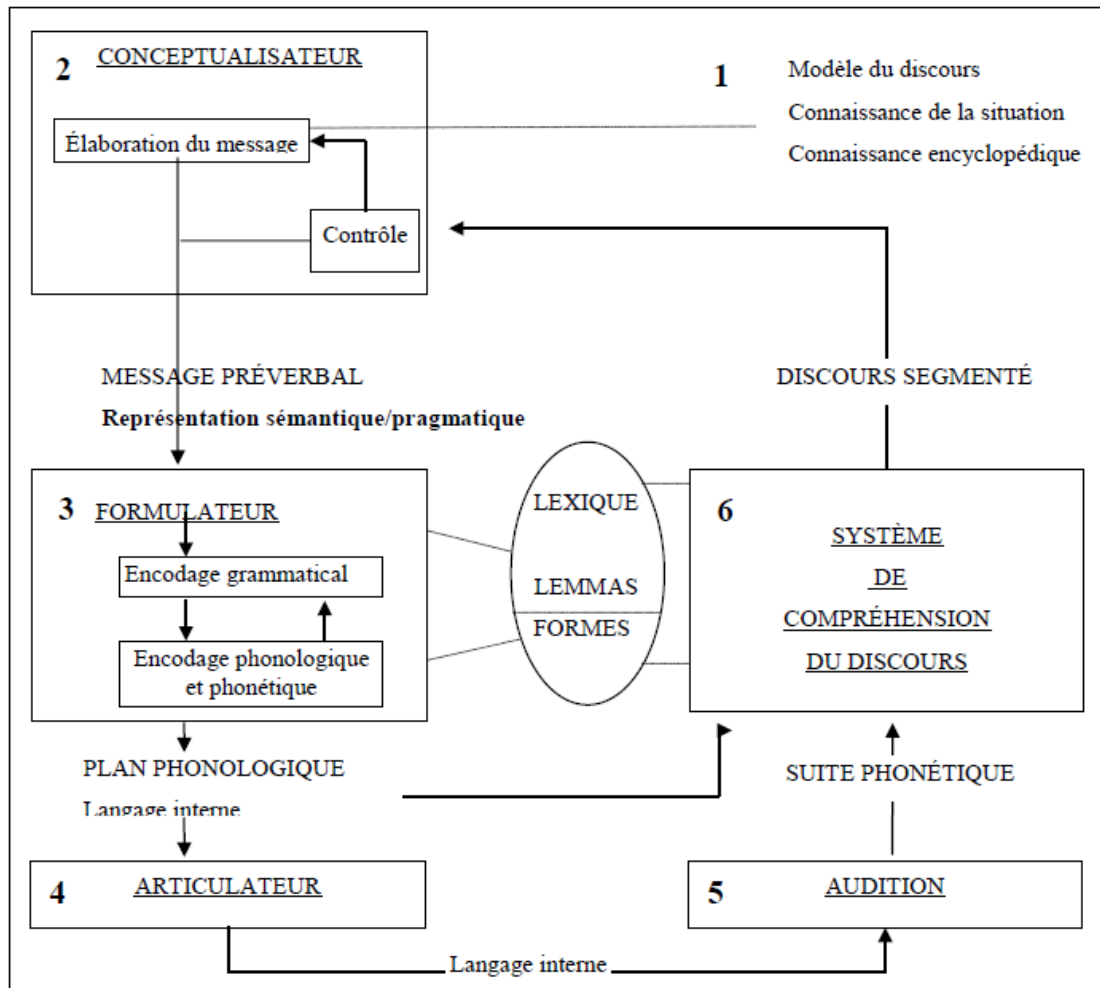 2
CONCEPTUALISATEUR
Élaboration du message
Contrôle
1
Modèle du discours
Connaissance de la situation
Connaissance encyclopédique
MESSAGE PRÉVERBAL
Représentation sémantique/pragmatique
DISCOURS SEGMENTÉ
3
FORMULATEUR
Encodage grammatical
Encodage phonologique
et phonétique
LEXIQUE
LEMMAS
FORMES
6
SYSTÈME
DE
COMPRÉHENSION
DU DISCOURS
PLAN PHONOLOGIQUE
Langage interne
SUITE PHONÉTIQUE
4
ARTICULATEUR
5
AUDITION
Langage interne